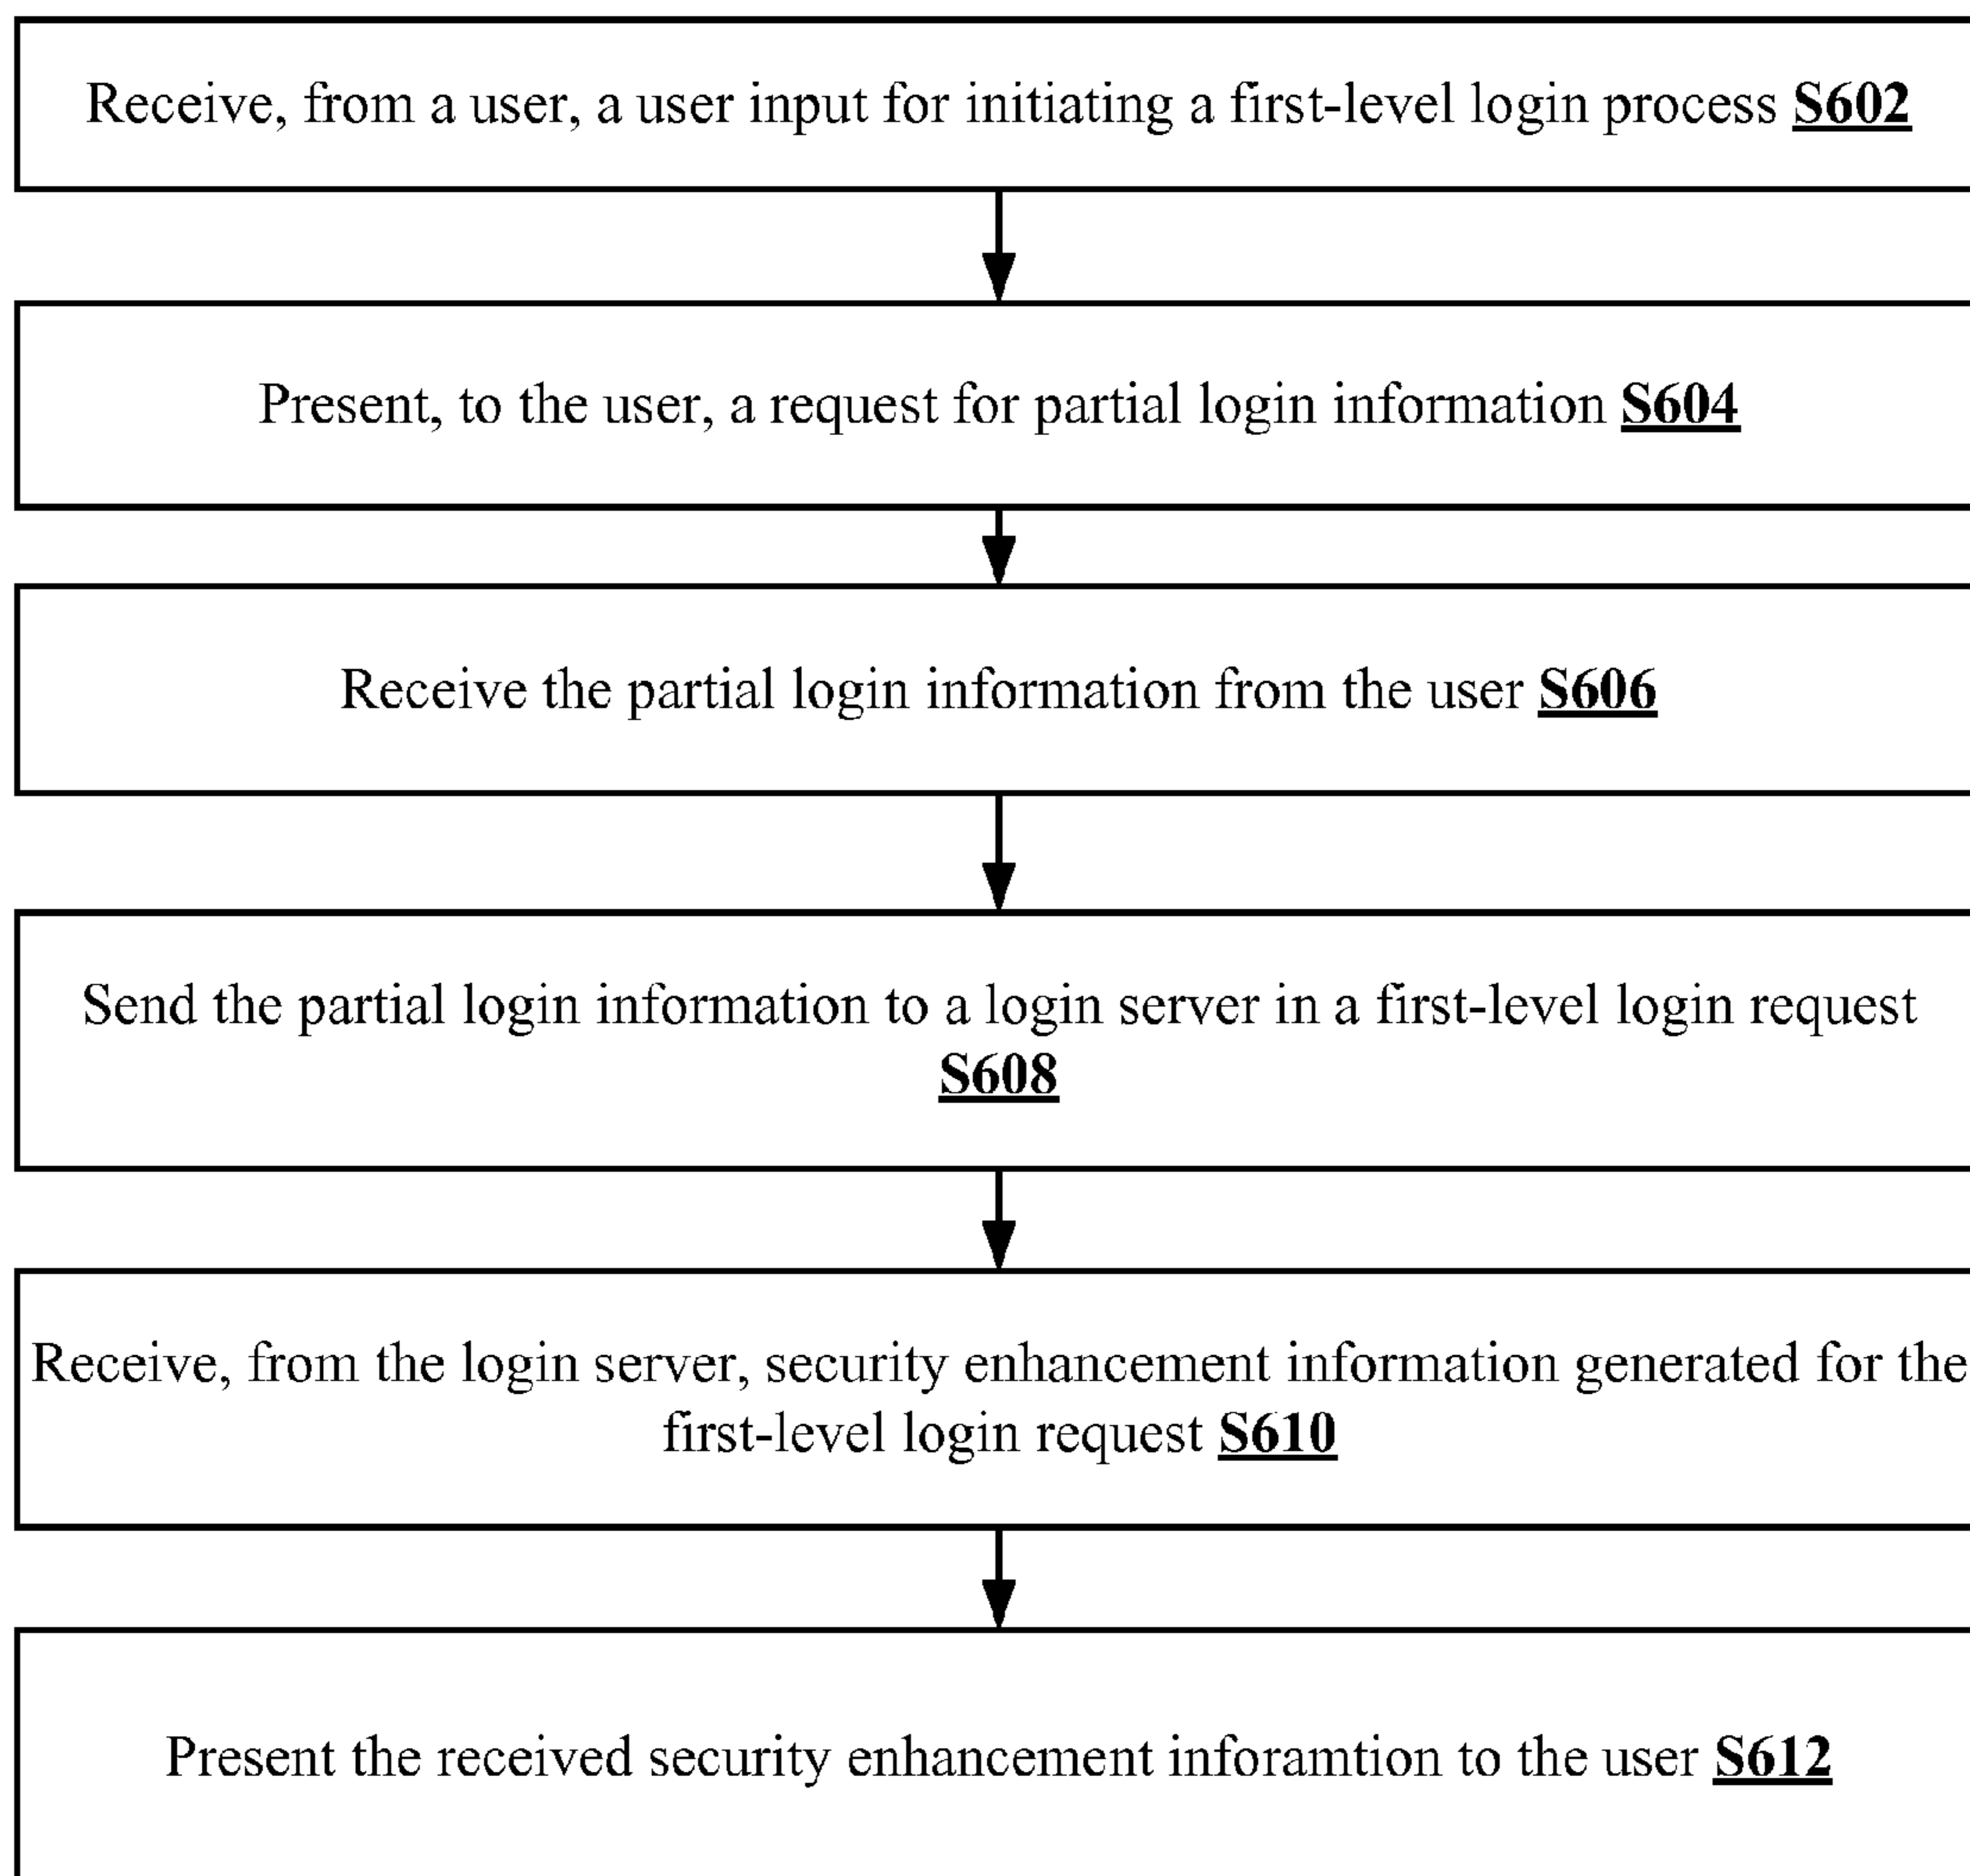 Receive, from a user, a user input for initiating a first-level login process S602
Present, to the user, a request for partial login information S604
Receive the partial login information from the user S606
Send the partial login information to a login server in a first-level login request
S608
Receive, from the login server, security enhancement information generated for the
first-level login request S610
Present the received security enhancement inforamtion to the user S612